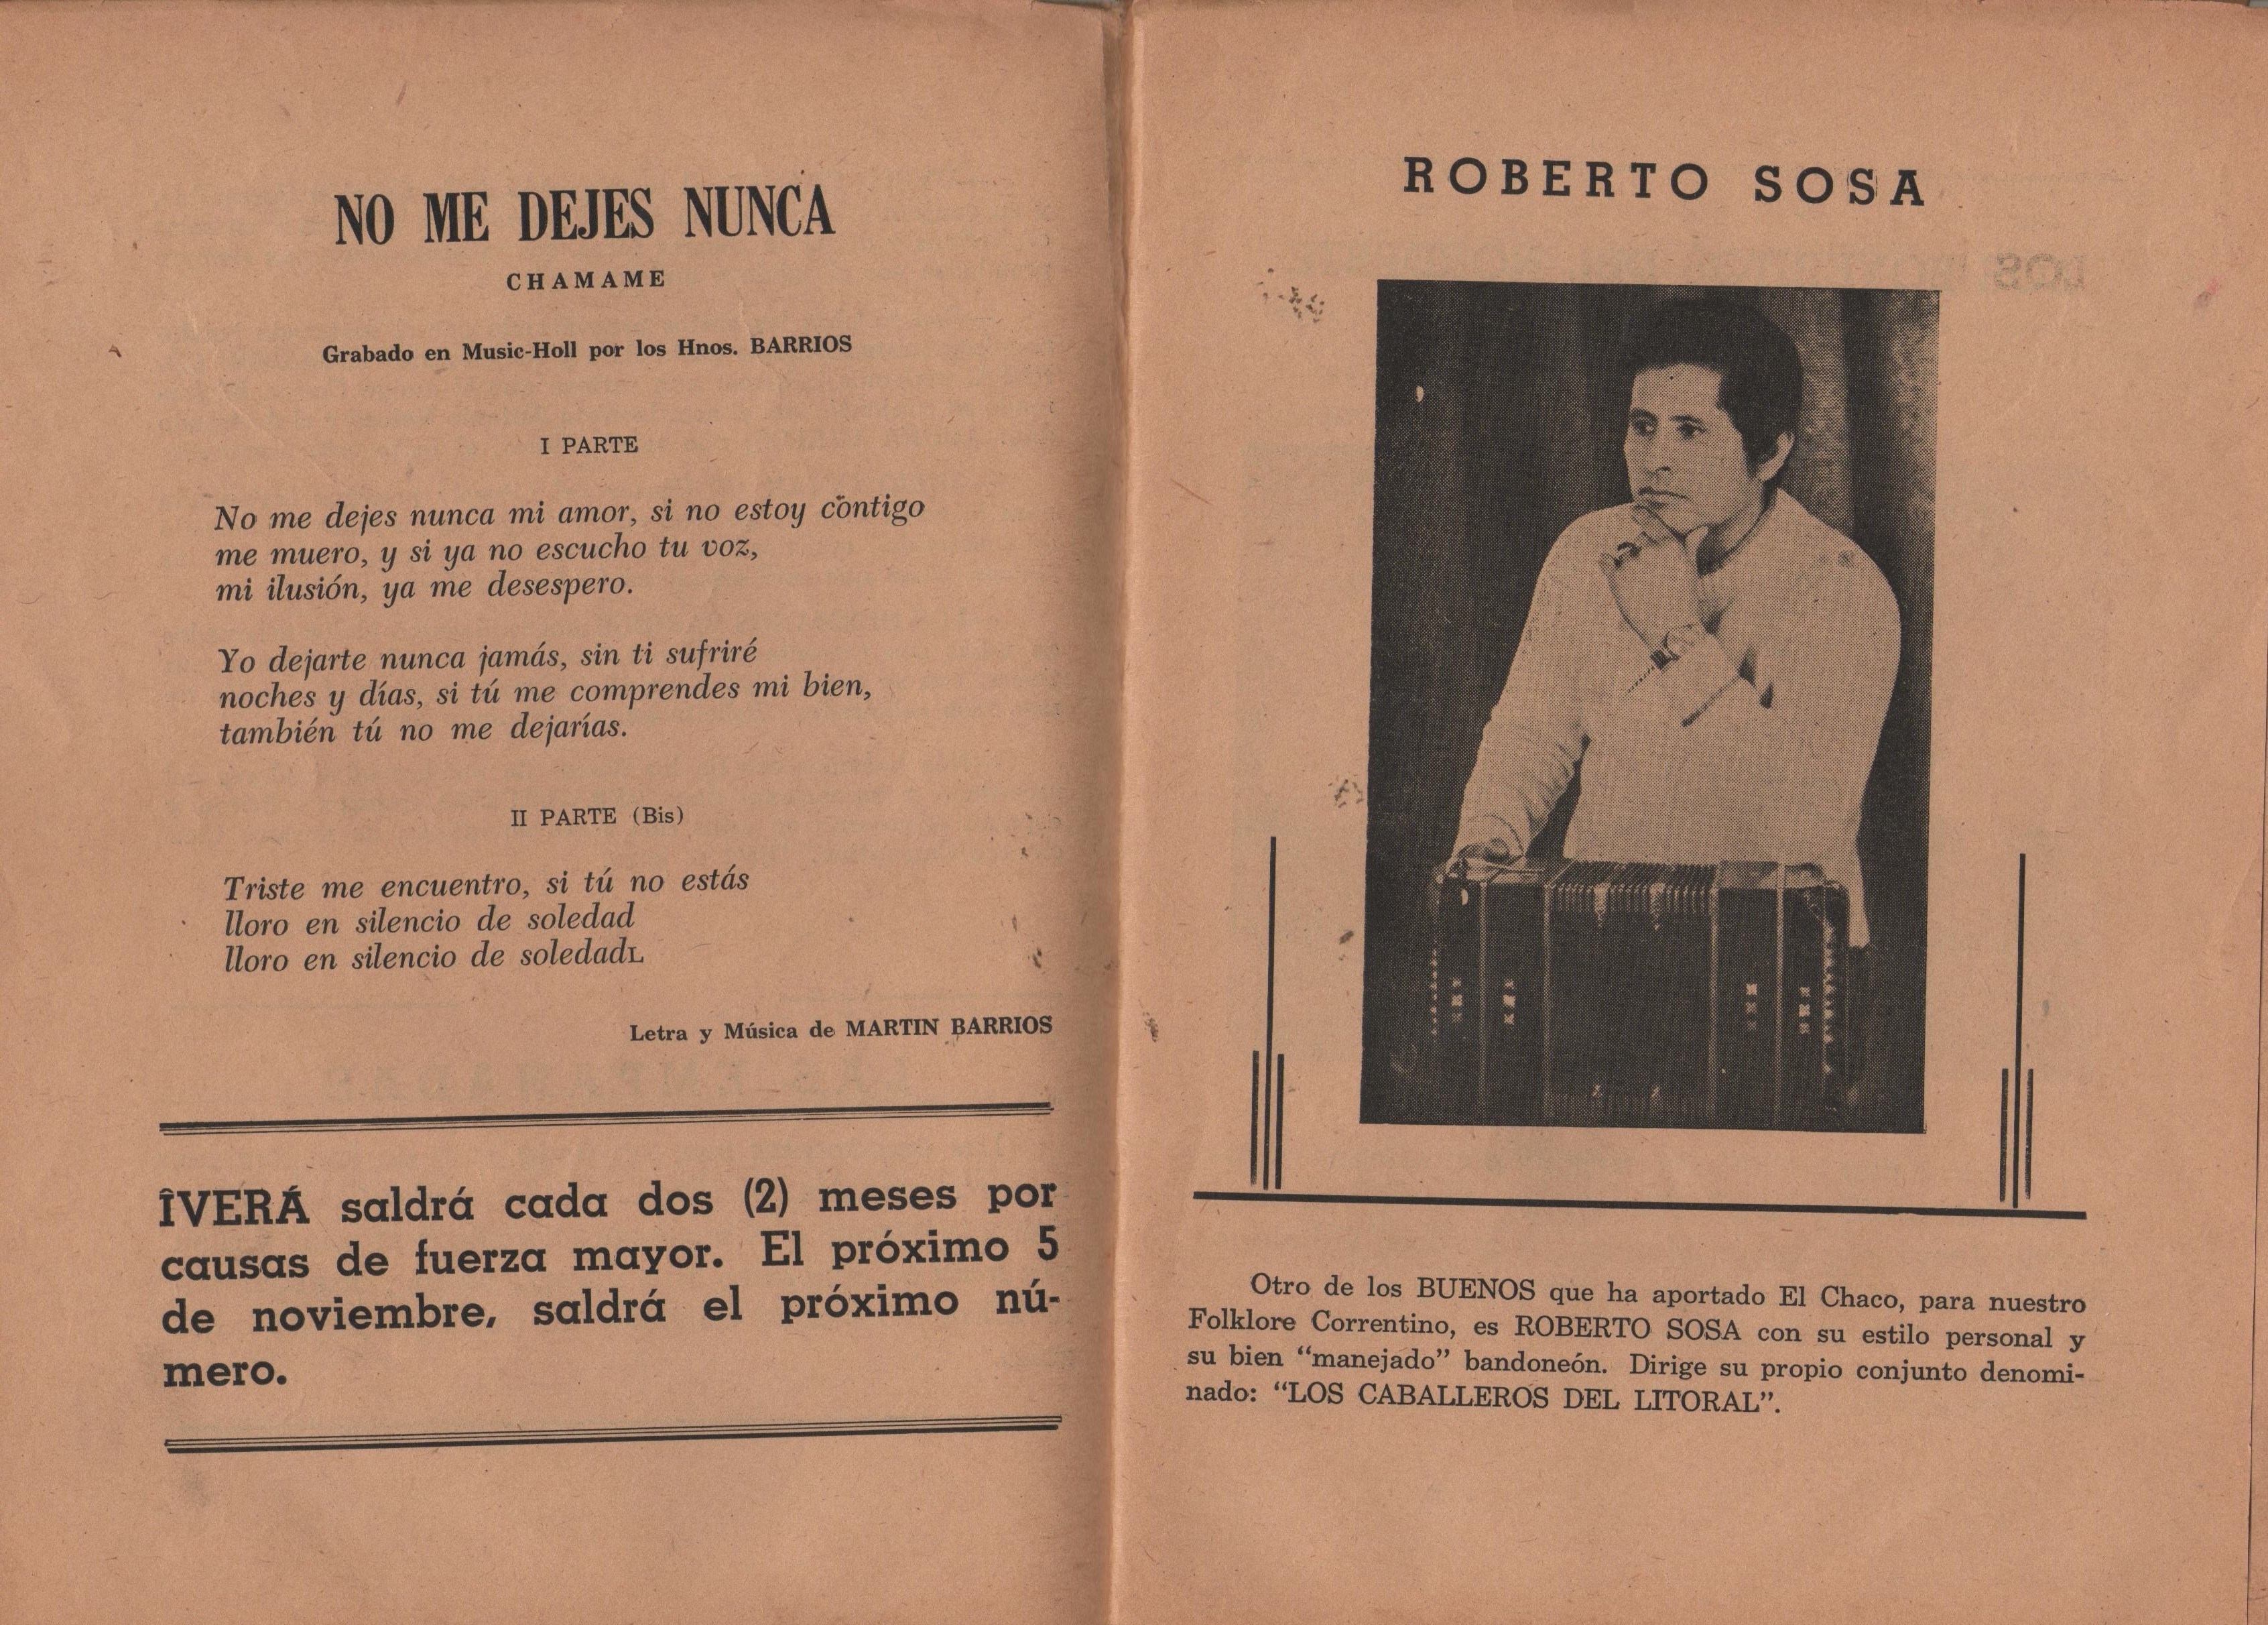 NO ME DEJES NUNCA
CHAMAME
Grabado en Music-Holl por los Hnos. BARRIOS
I PARTE
No me dejes nunca mi amor, si no estoy contigo
me muero, y si ya no escucho tu voz,
mi ilusión, ya me desespero.
Yo dejarte nunca jamás, sin ti sufriré
noches y días, si tú me comprendes mi bien,
también tú no me dejarías.
II PARTE (Bis)
Triste me encuentro, si tú no estás
lloro en silencio de soledad
lloro en silencio de soledadL
Letra y Música de MARTIN BARRIOS
ÎVERÁ saldrá cada dos (2) meses por
causas de fuerza mayor. El próximo 5
de noviembre, saldrá el próximo nú-
mero.
ROBERTO SOSA
Otro de los BUENOS que ha aportado El Chaco, para nuestro
Folklore Correntino, es ROBERTO SOSA con su estilo personal y
su bien “manejado” bandoneón. Dirige su propio conjunto denomi-
nado: “LOS CABALLEROS DEL LITORAL”.